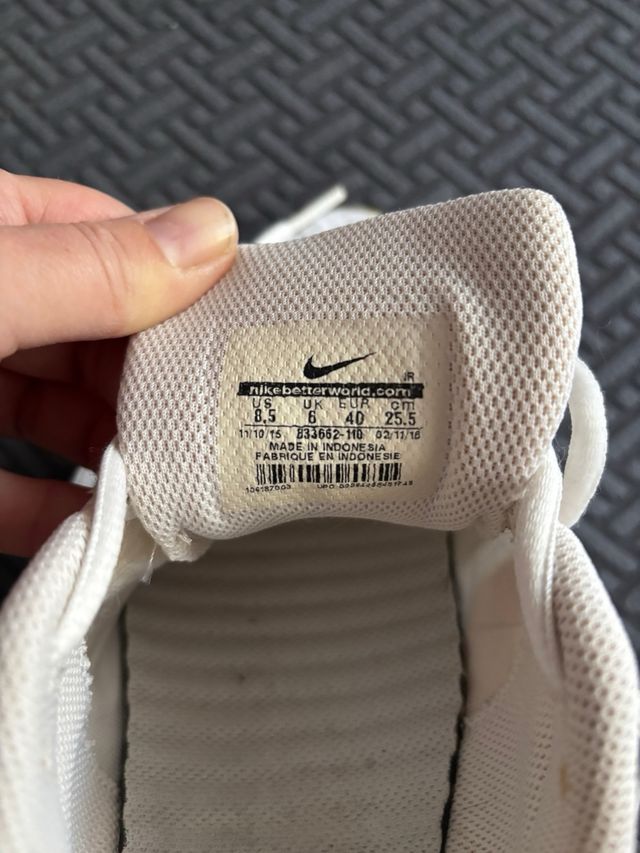 JR
nikebetterworld.com
US UK EUR cm
8.5 6 40 25.5
11/10/15 833662-110 02/11/16
MADE IN INDONESIA
FABRIQUE EN INDONESIE